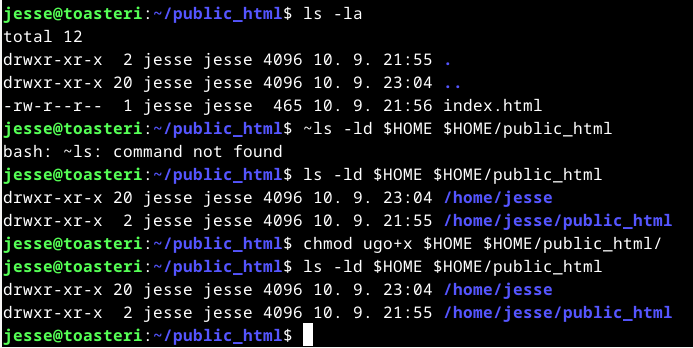 jesse@toasteri:~/public_html$ ls -la
total 12
drwxr-xr-x  2 jesse jesse 4096 10. 9. 21:55 .
drwxr-xr-x 20 jesse jesse 4096 10. 9. 23:04 ..
-rw-r--r--  1 jesse jesse  465 10. 9. 21:56 index.html
jesse@toasteri:~/public_html$ ~ls -ld $HOME $HOME/public_html
bash: ~ls: command not found
jesse@toasteri:~/public_html$ ls -ld $HOME $HOME/public_html
drwxr-xr-x 20 jesse jesse 4096 10. 9. 23:04 /home/jesse
drwxr-xr-x  2 jesse jesse 4096 10. 9. 21:55 /home/jesse/public_html
jesse@toasteri:~/public_html$ chmod ugo+x $HOME $HOME/public_html/
jesse@toasteri:~/public_html$ ls -ld $HOME $HOME/public_html
drwxr-xr-x 20 jesse jesse 4096 10. 9. 23:04 /home/jesse
drwxr-xr-x  2 jesse jesse 4096 10. 9. 21:55 /home/jesse/public_html
jesse@toasteri:~/public_html$